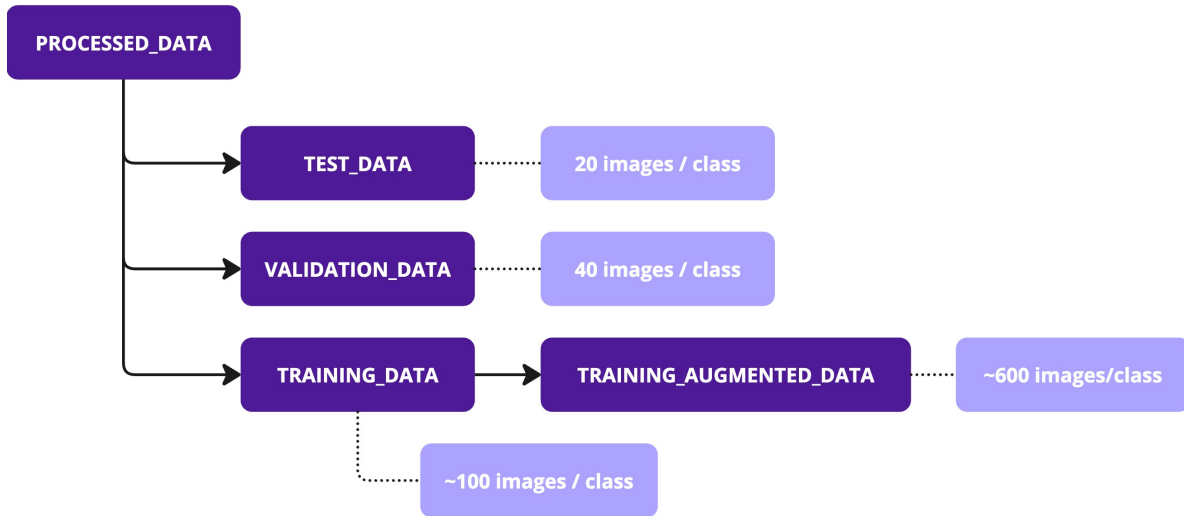 PROCESSED_DATA
TEST_DATA
20 images / class
VALIDATION_DATA
40 images / class
TRAINING_DATA
TRAINING_AUGMENTED_DATA
~600 images/class
~100 images / class